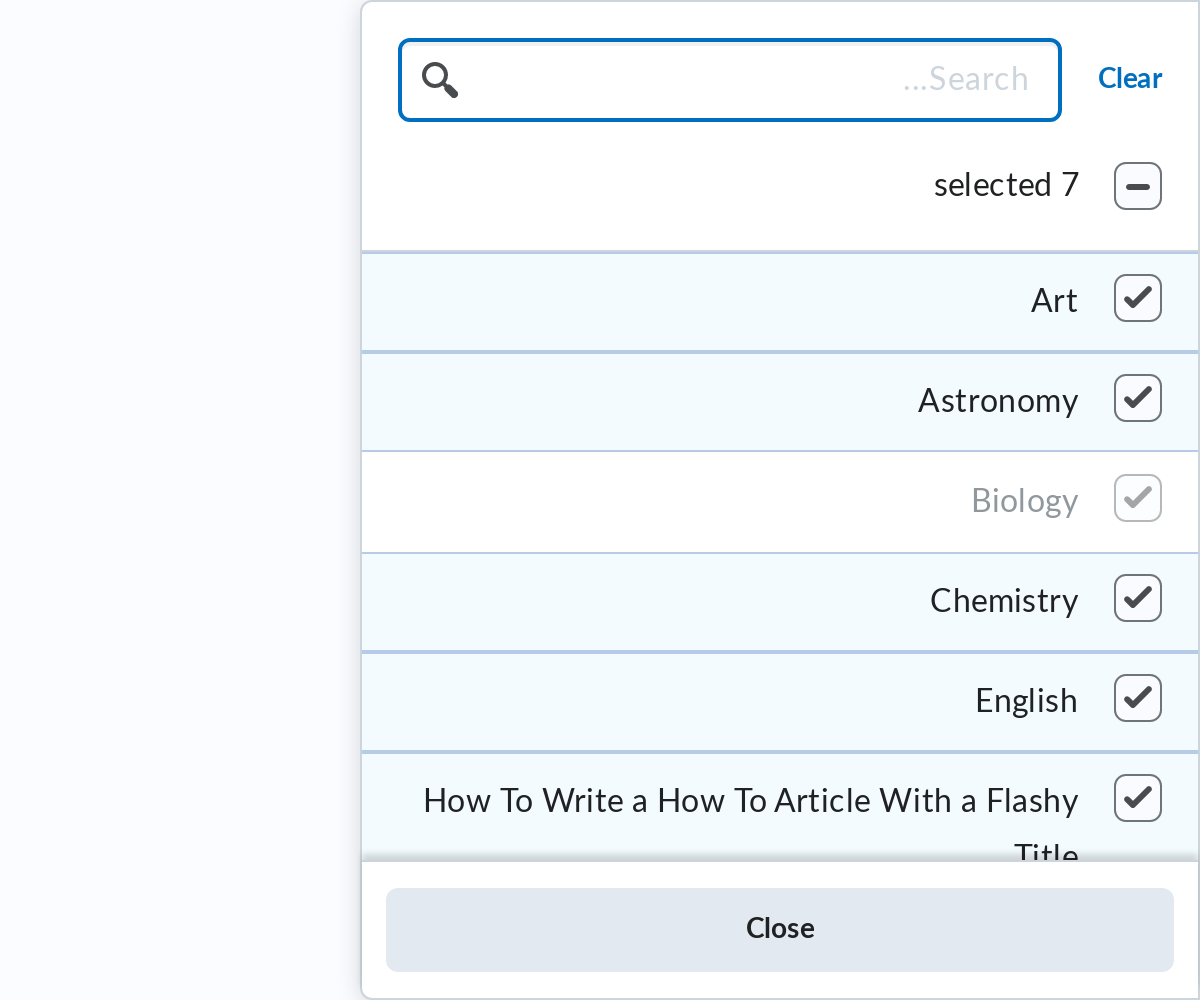 ...Search
Clear
selected 7
Art
Astronomy
Biology
Chemistry
English
How To Write a How To Article With a Flashy
Title
Close